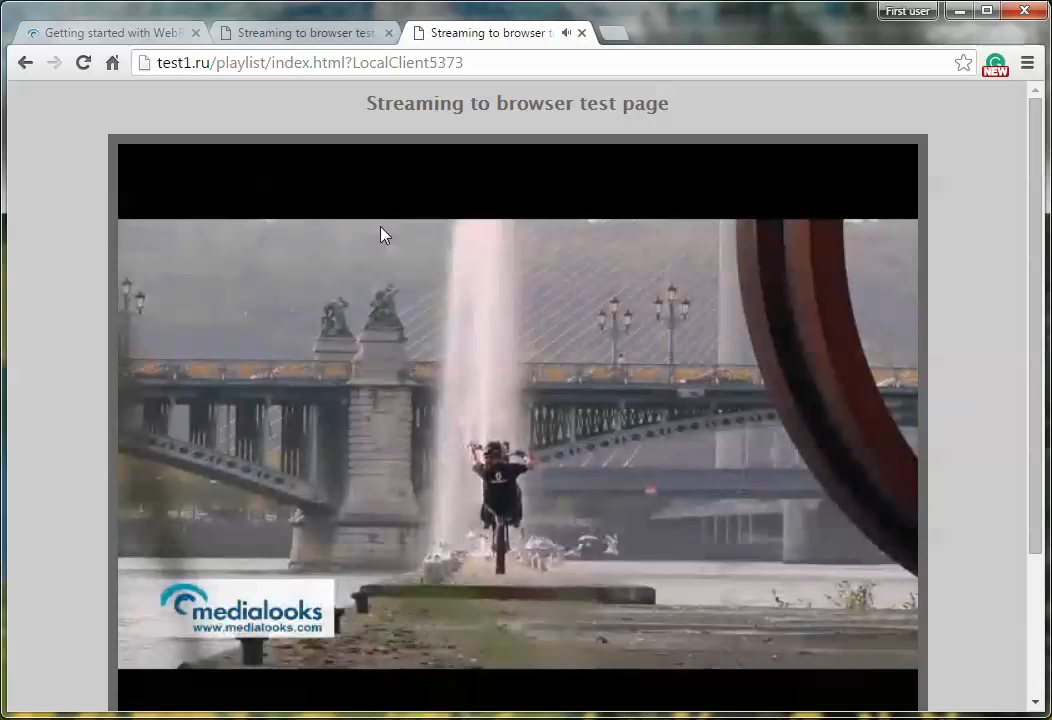 First user
Getting started with WebR
Streaming to browser test
Streaming to browser t
test1.ru/playlist/index.html?LocalClient5373
NEW
Streaming to browser test page
medialooks
www.medialooks.com